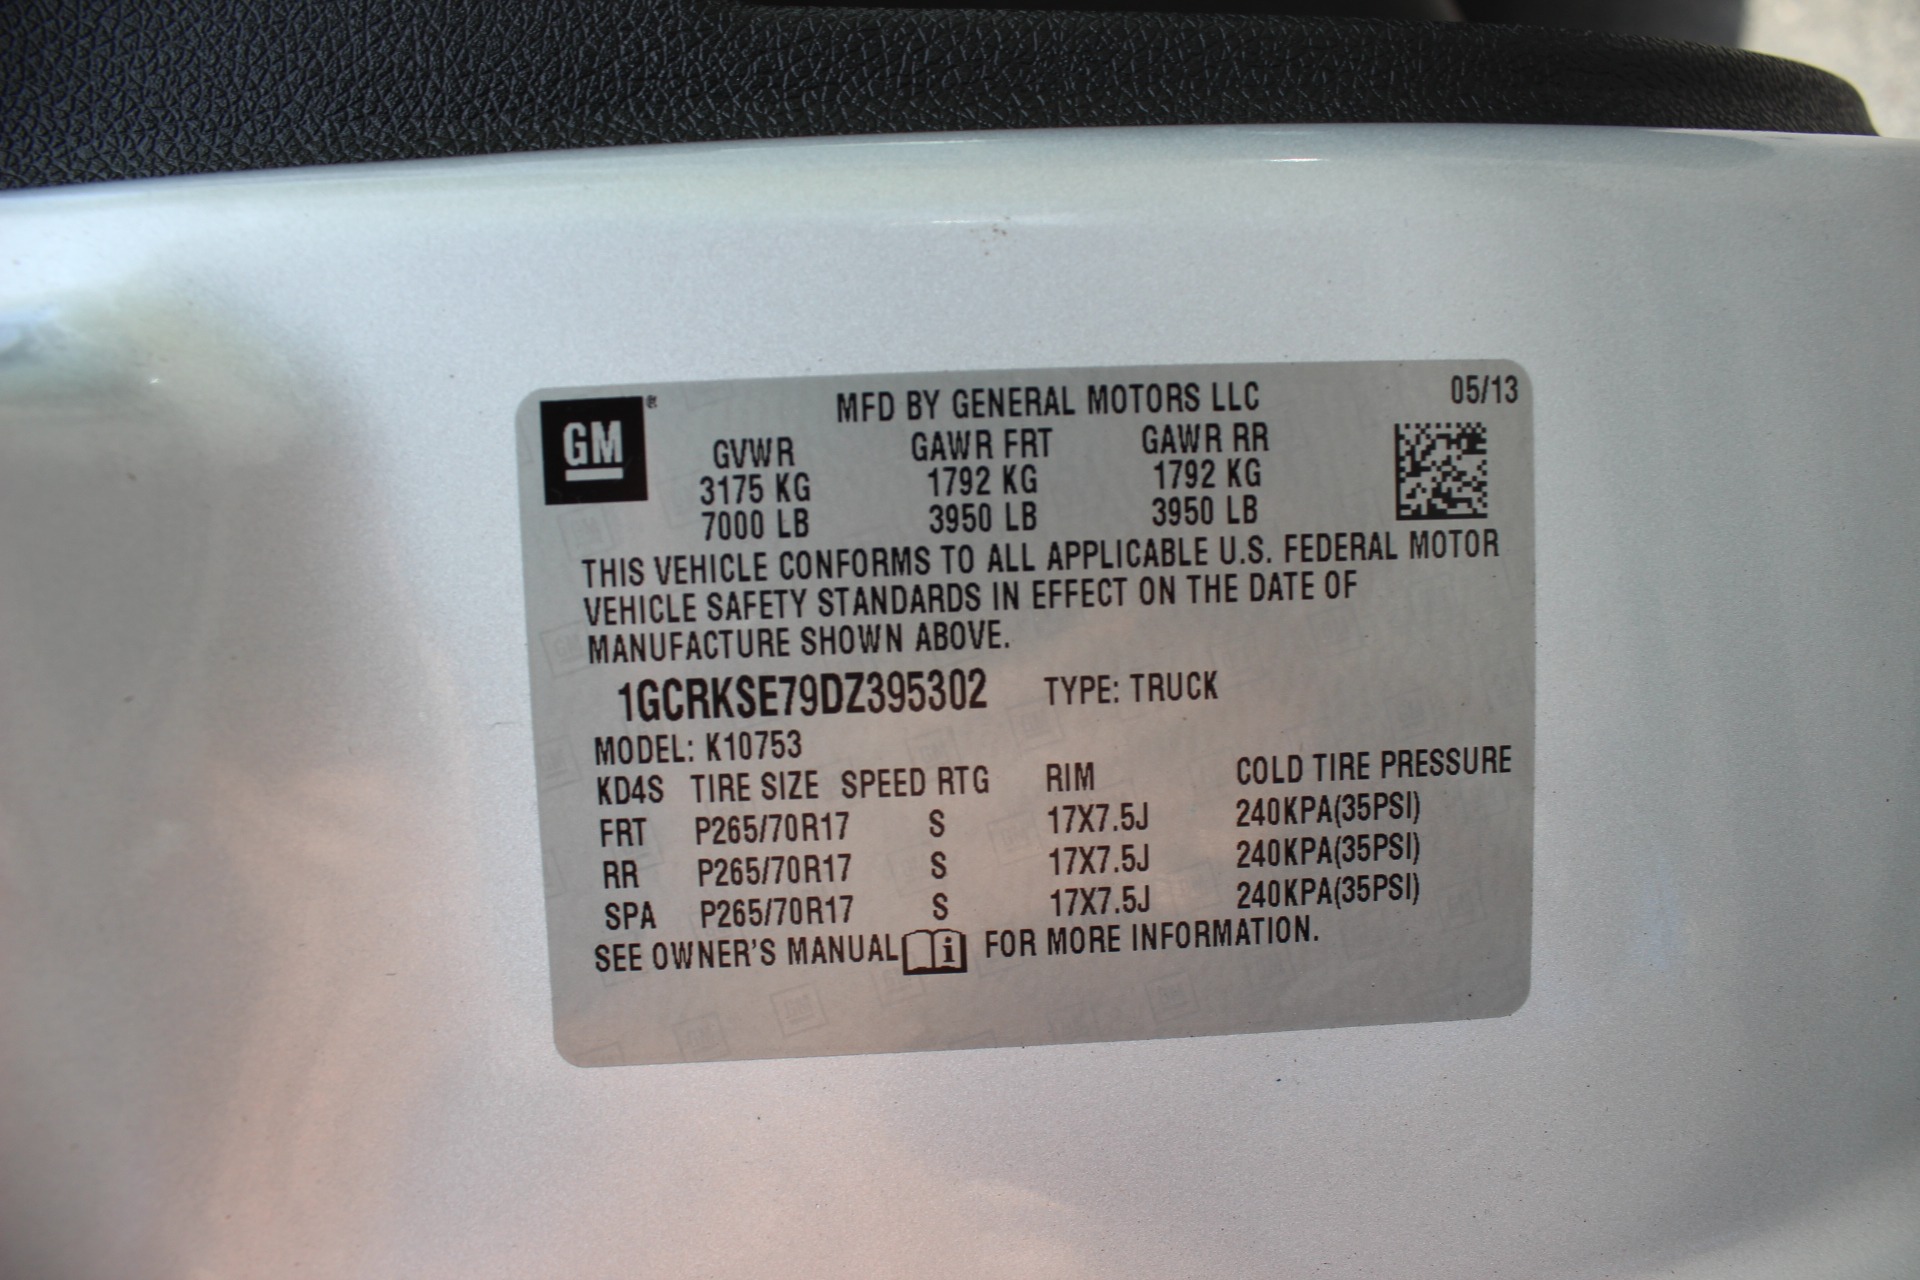 GM ®
MFD BY GENERAL MOTORS LLC 05/13
GVWR GAWR FRT GAWR RR
3175 KG 1792 KG 1792 KG
7000 LB 3950 LB 3950 LB
THIS VEHICLE CONFORMS TO ALL APPLICABLE U.S. FEDERAL MOTOR
VEHICLE SAFETY STANDARDS IN EFFECT ON THE DATE OF
MANUFACTURE SHOWN ABOVE.
1GCRKSE79DZ395302 TYPE: TRUCK
MODEL: K10753
KD4S TIRE SIZE SPEED RTG RIM COLD TIRE PRESSURE
FRT P265/70R17 S 17X7.5J 240KPA(35PSI)
RR P265/70R17 S 17X7.5J 240KPA(35PSI)
SPA P265/70R17 S 17X7.5J 240KPA(35PSI)
SEE OWNER'S MANUAL i FOR MORE INFORMATION.